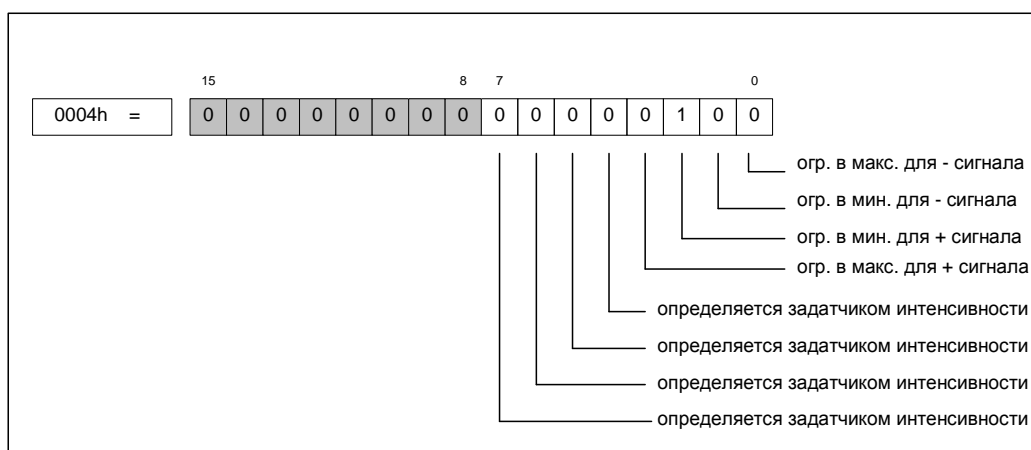 15 8 7 0
0004h = 0 0 0 0 0 0 0 0 0 0 0 0 0 1 0 0
огр. в макс. для - сигнала
огр. в мин. для - сигнала
огр. в мин. для + сигнала
огр. в макс. для + сигнала
определяется задатчиком интенсивности
определяется задатчиком интенсивности
определяется задатчиком интенсивности
определяется задатчиком интенсивности